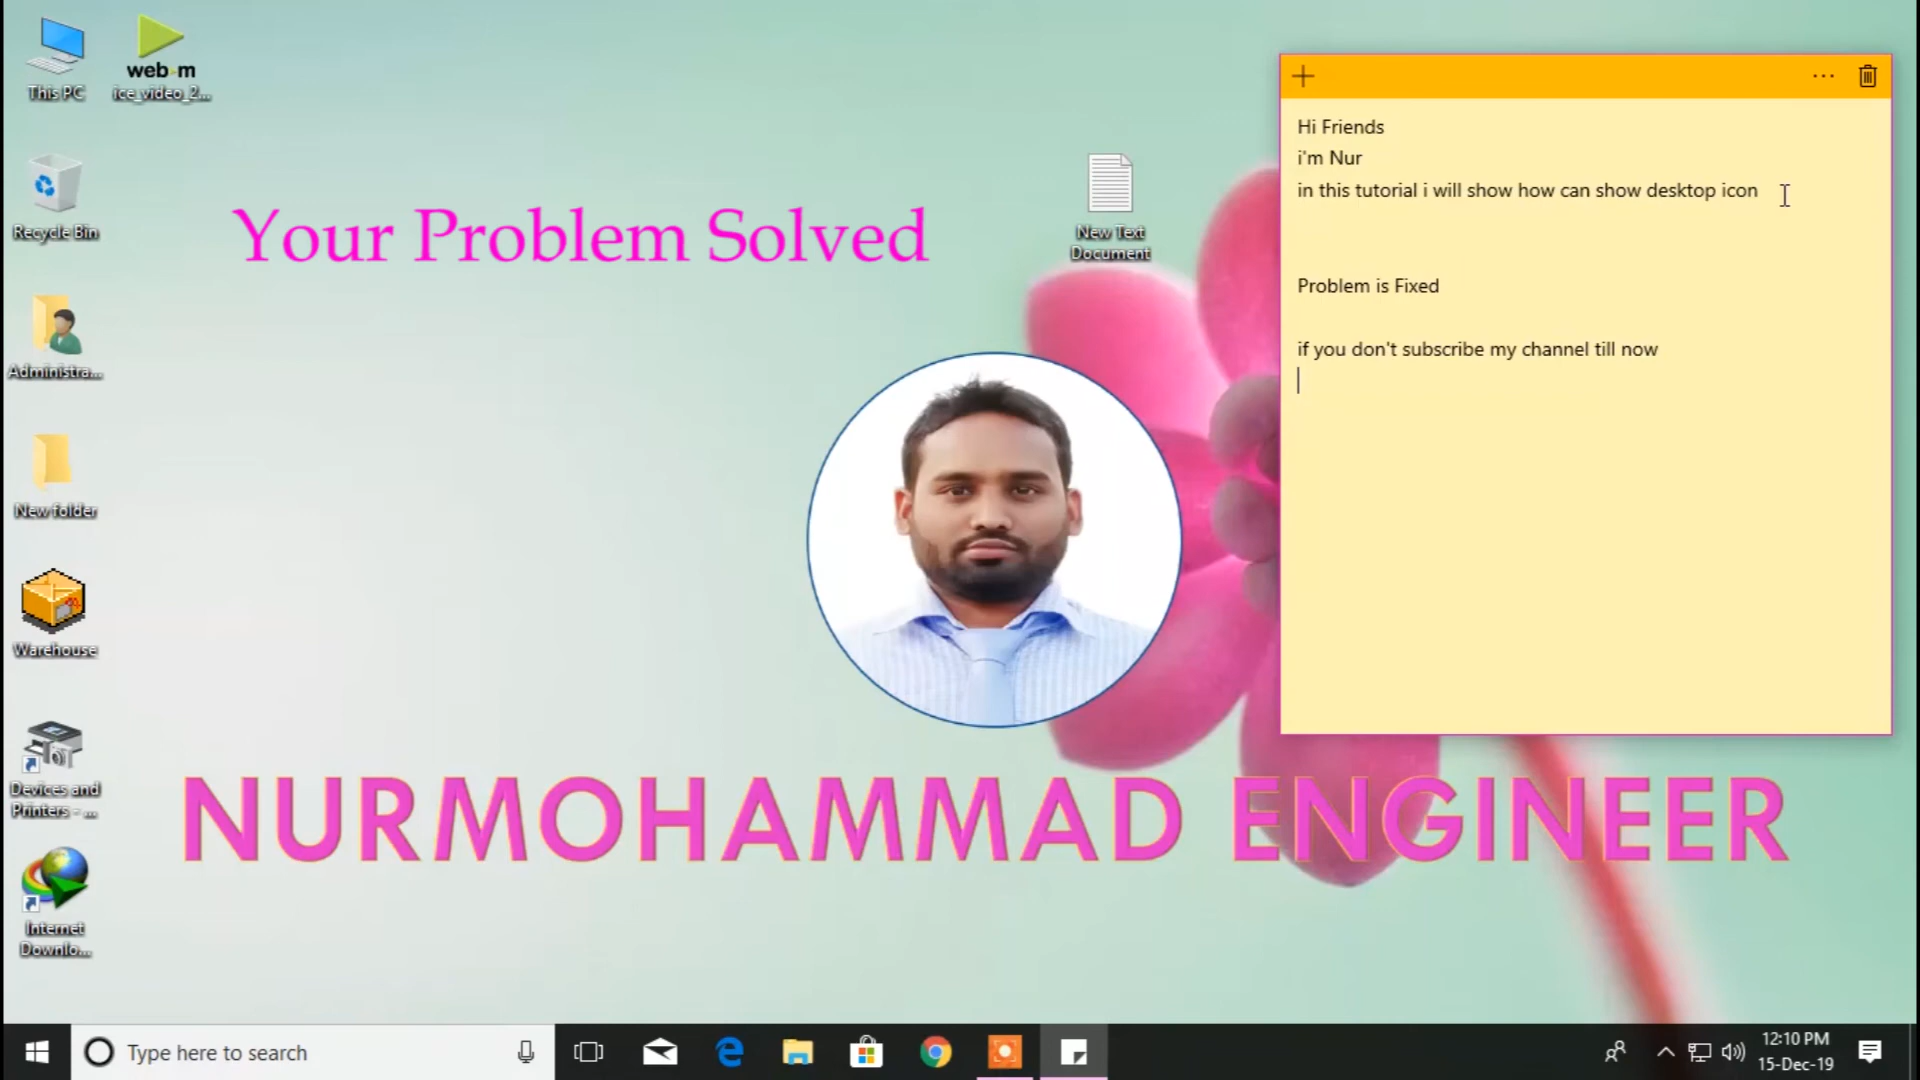 This PC
web m
ice_video_2...
Recycle Bin
Administra...
New folder
Warehouse
Devices and
Printers - ...
Internet
Downlo...
Your Problem Solved
New Text
Document
Hi Friends
i'm Nur
in this tutorial i will show how can show desktop icon
Problem is Fixed
if you don't subscribe my channel till now
NURMOHAMMAD ENGINEER
Type here to search
12:10 PM
15-Dec-19